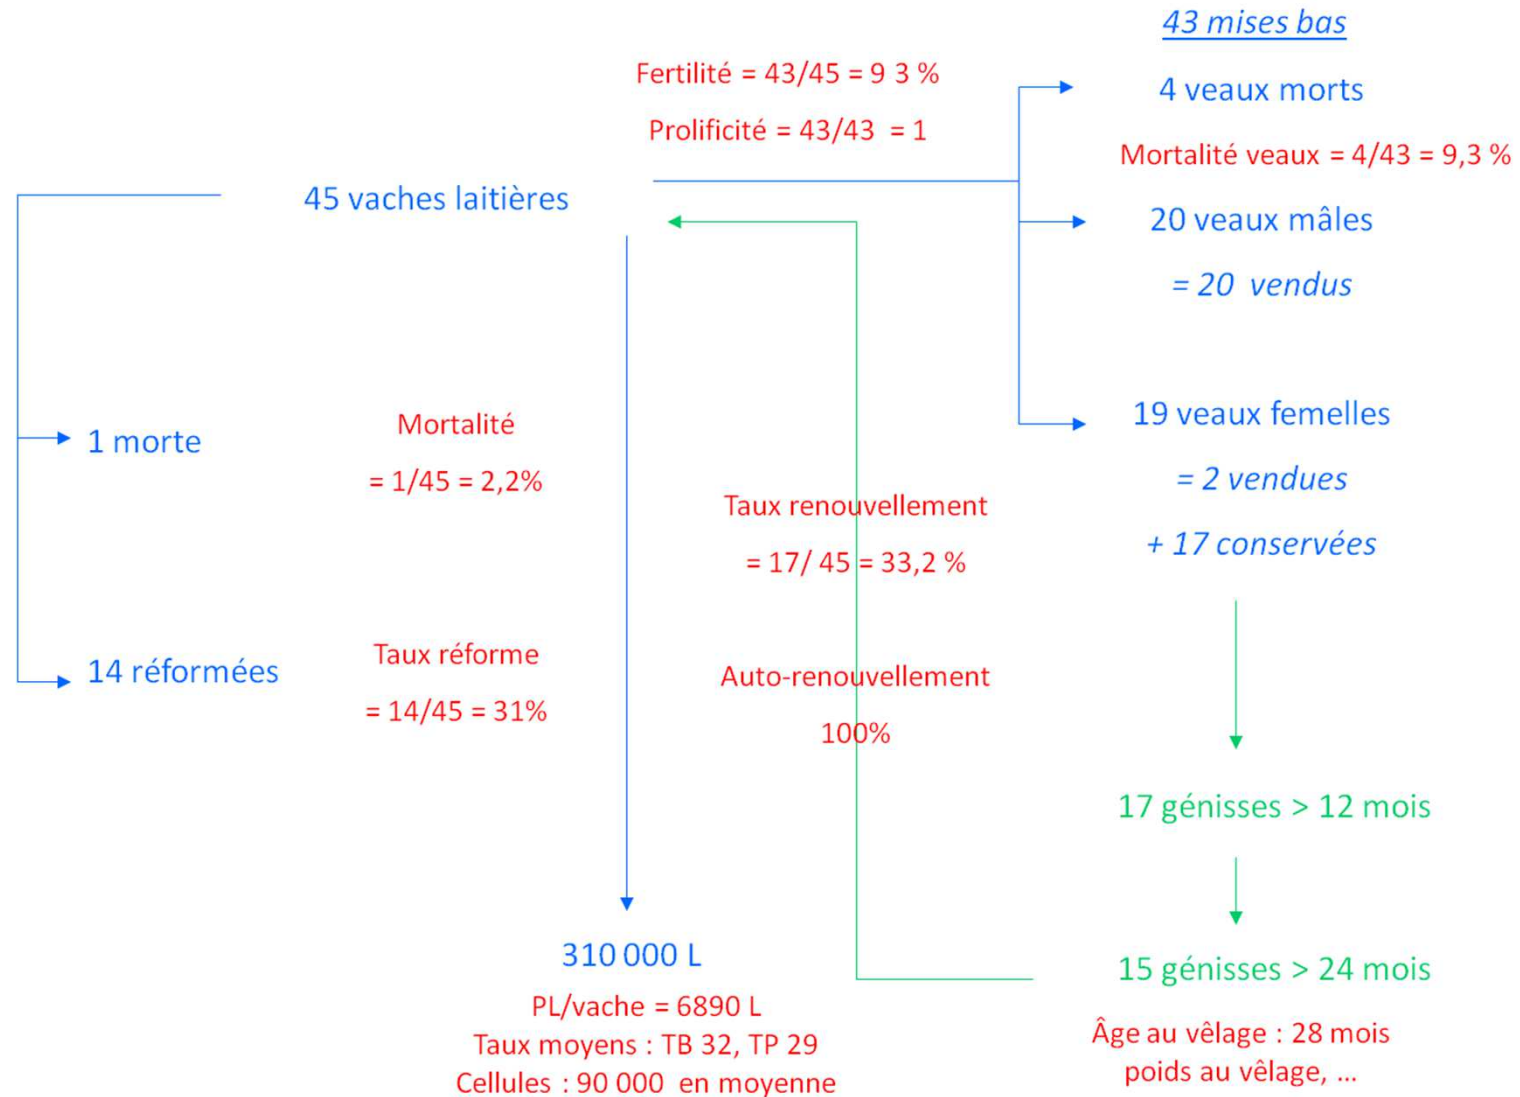 43 mises bas
Fertilité = 43/45 = 9 3 %
4 veaux morts
Prolificité = 43/43 = 1
Mortalité veaux = 4/43 = 9,3 %
45 vaches laitières
20 veaux mâles
= 20 vendus
1 morte
Mortalité
= 1/45 = 2,2%
19 veaux femelles
= 2 vendues
+ 17 conservées
Taux renouvellement
= 17/ 45 = 33,2 %
14 réformées
Taux réforme
= 14/45 = 31%
Auto-renouvellement
100%
17 génisses > 12 mois
310 000 L
PL/vache = 6890 L
Taux moyens : TB 32, TP 29
Cellules : 90 000 en moyenne
15 génisses > 24 mois
Âge au vêlage : 28 mois
poids au vêlage, ...